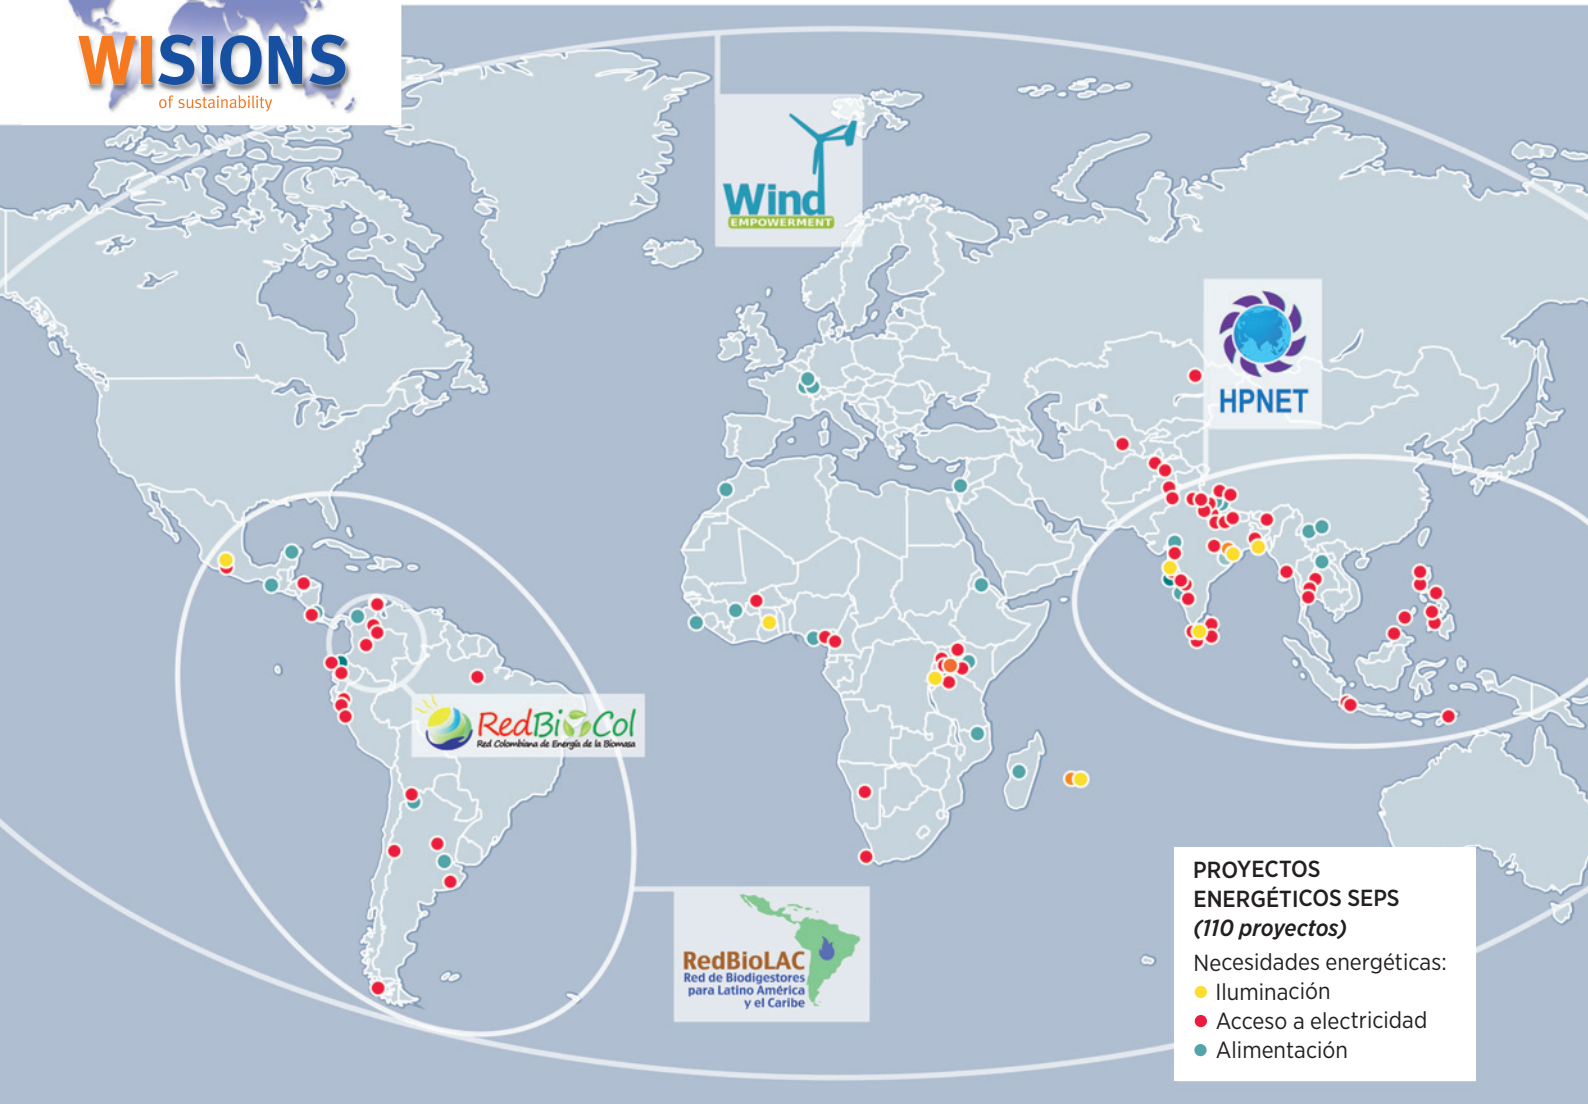 WISIONS
of sustainability
Wind
EMPOWERMENT
HPNET
RedBioCol
Red Colombiana de Energía de la Biomasa
RedBioLAC
Red de Biodigestores
para Latino América
y el Caribe
PROYECTOS
ENERGÉTICOS SEPS
(110 proyectos)
Necesidades energéticas:
Iluminación
Acceso a electricidad
Alimentación